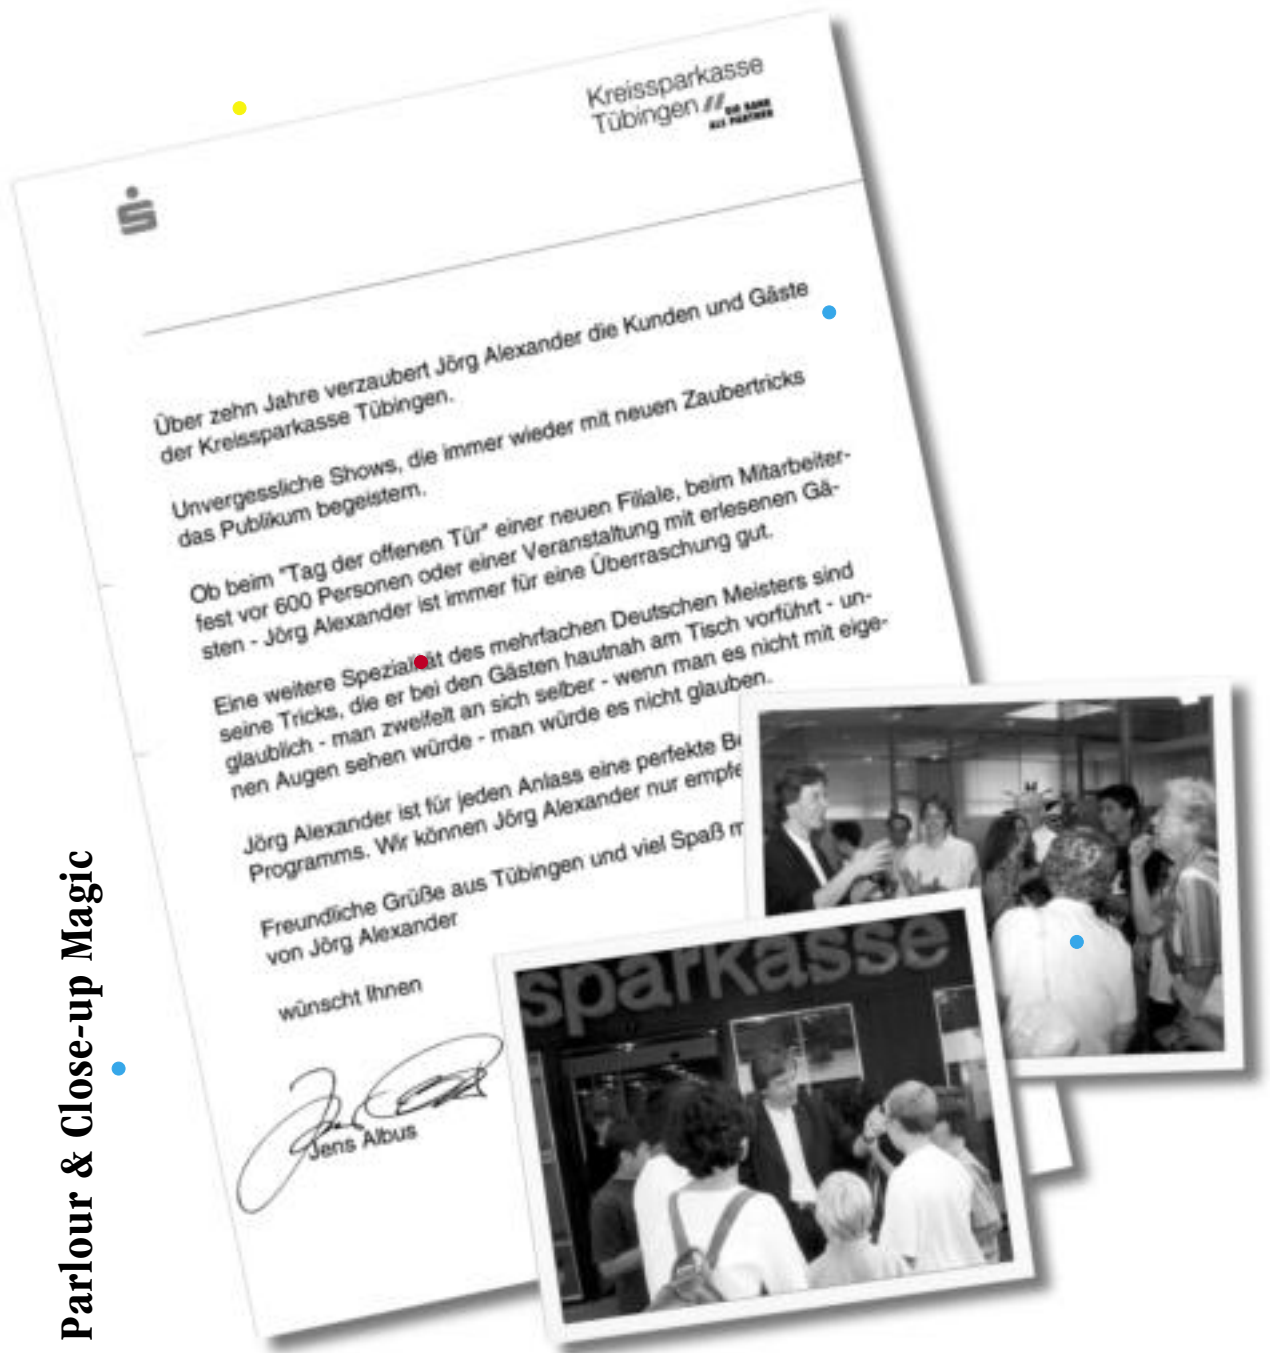 Kreissparkasse
Tübingen
DIE BANK
ALS PARTNER
Über zehn Jahre verzaubert Jörg Alexander die Kunden und Gäste
der Kreissparkasse Tübingen.
Unvergessliche Shows, die immer wieder mit neuen Zaubertricks
das Publikum begeistern.
Ob beim "Tag der offenen Tür" einer neuen Filiale, beim Mitarbeiter-
fest vor 600 Personen oder einer Veranstaltung mit erlesenen Gä-
sten - Jörg Alexander ist immer für eine Überraschung gut.
Eine weitere Spezialität des mehrfachen Deutschen Meisters sind
seine Tricks, die er bei den Gästen hautnah am Tisch vorführt - un-
glaublich - man zweifelt an sich selber - wenn man es nicht mit eige-
nen Augen sehen würde - man würde es nicht glauben.
Jörg Alexander ist für jeden Anlass eine perfekte
Programms. Wir können Jörg Alexander nur empfe
Freundliche Grüße aus Tübingen und viel Spaß
von Jörg Alexander
wünscht Ihnen
Jens Albus
sparkasse
Parlour & Close-up Magic